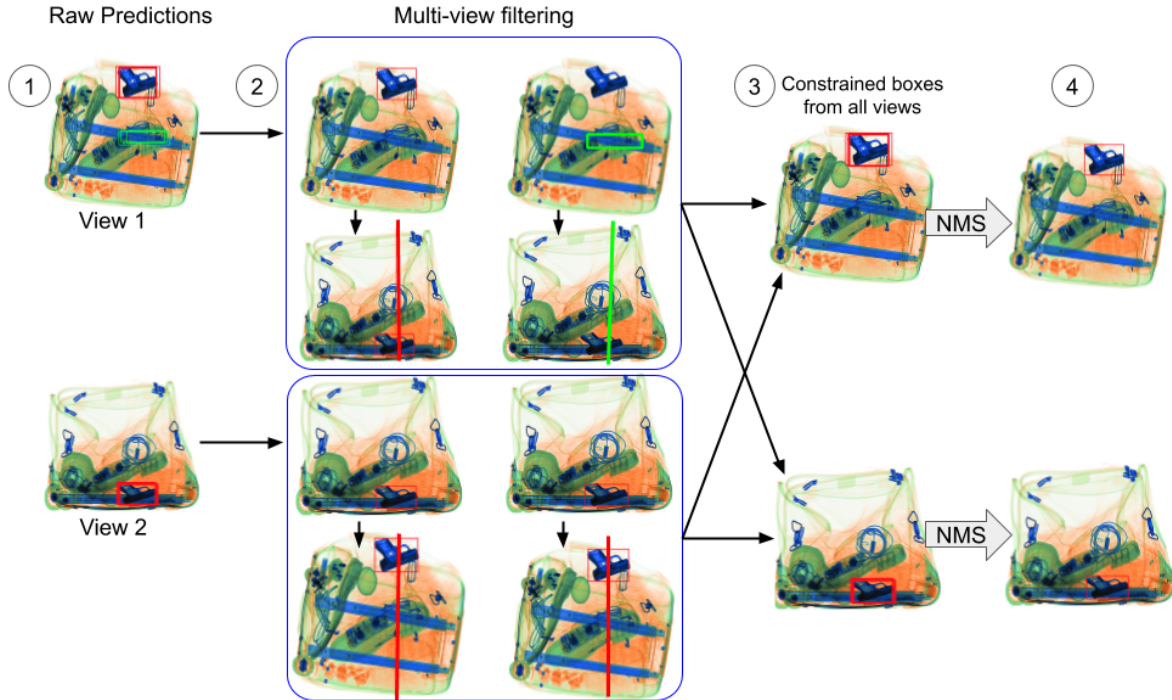 Raw Predictions
Multi-view filtering
1
2
3
Constrained boxes
from all views
4
View 1
NMS
View 2
NMS